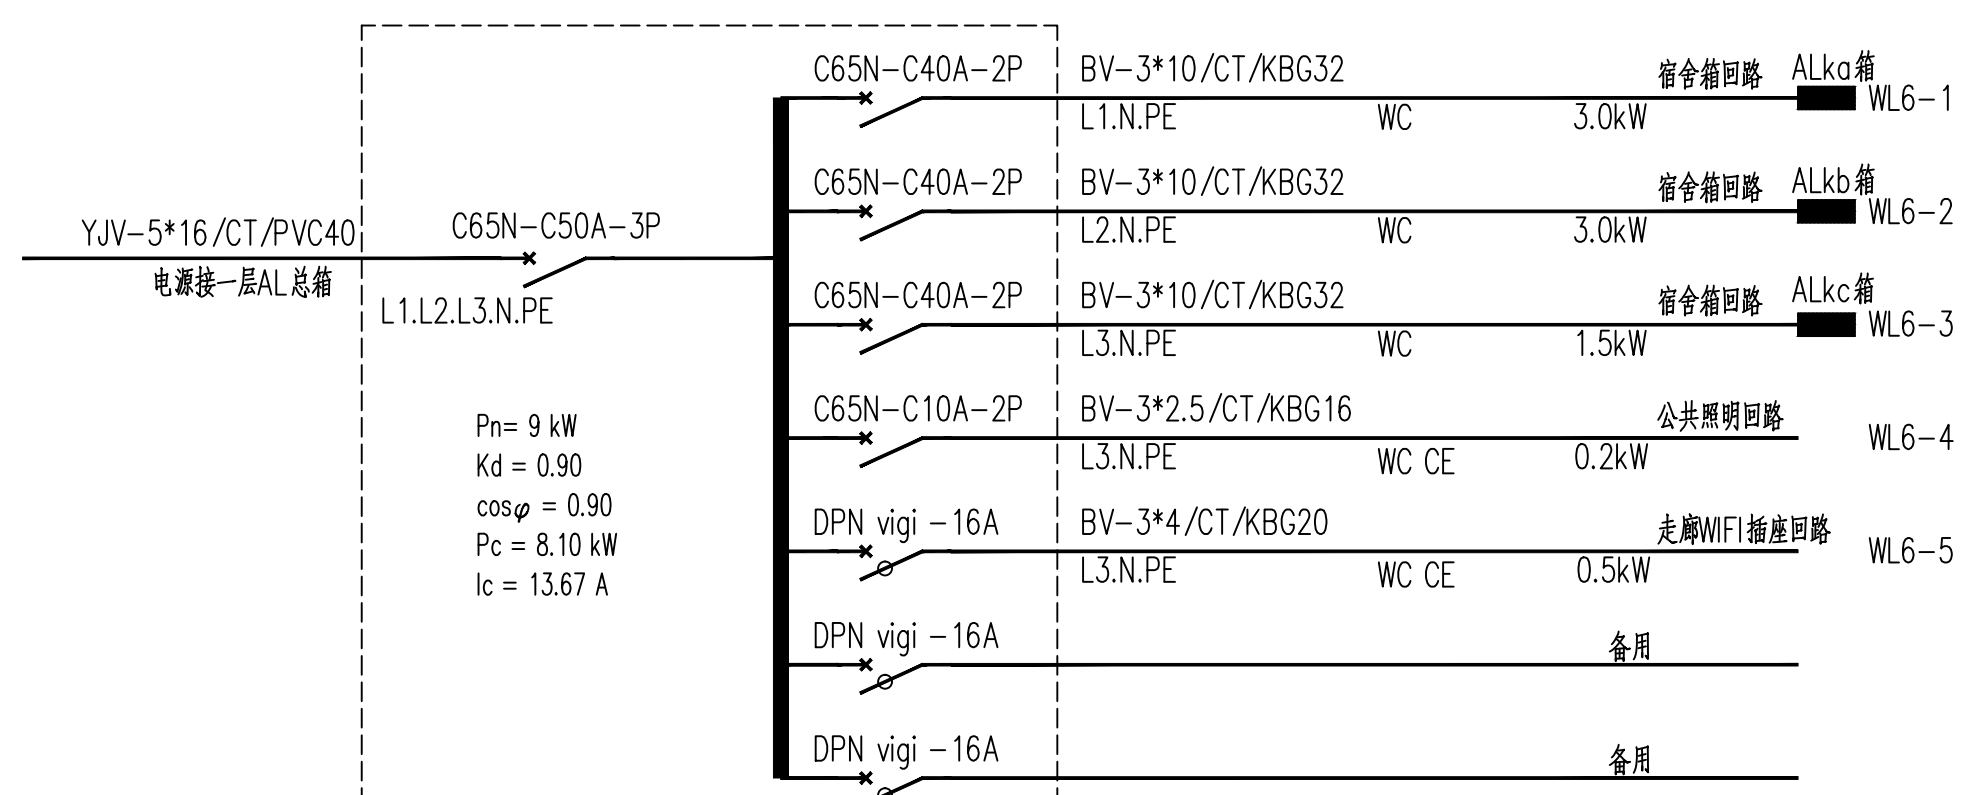 C65N-C40A-2P BV-3*10/CT/KBG32 宿舍箱回路 ALka箱
L1.N.PE WC 3.0kW WL6-1
C65N-C40A-2P BV-3*10/CT/KBG32 宿舍箱回路 ALkb箱
L2.N.PE WC 3.0kW WL6-2
YJV-5*16/CT/PVC40 C65N-C50A-3P
电源接一层AL总箱
L1.L2.L3.N.PE
C65N-C40A-2P BV-3*10/CT/KBG32 宿舍箱回路 ALkc箱
L3.N.PE WC 1.5kW WL6-3
C65N-C10A-2P BV-3*2.5/CT/KBG16 公共照明回路
L3.N.PE WC CE 0.2kW WL6-4
Pn= 9 kW
Kd = 0.90
cosφ = 0.90
Pc = 8.10 kW
Ic = 13.67 A
DPN vigi -16A BV-3*4/CT/KBG20 走廊WIFI插座回路
L3.N.PE WC CE 0.5kW WL6-5
DPN vigi -16A 备用
DPN vigi -16A 备用